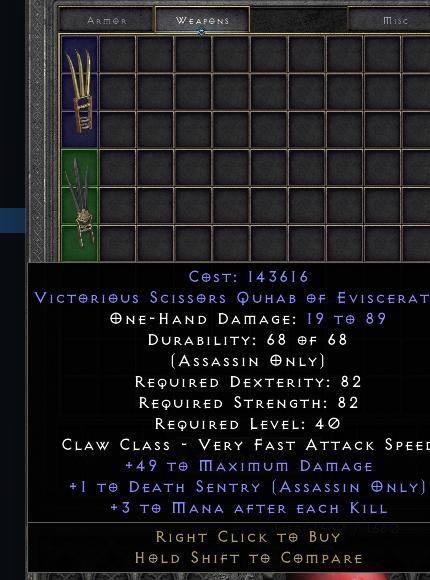 Armor Weapons Misc
Cost: 143616
Victorious Scissors Quhab of Eviscerat
One-Hand Damage: 19 to 89
Durability: 68 of 68
(Assassin Only)
Required Dexterity: 82
Required Strength: 82
Required Level: 40
Claw Class - Very Fast Attack Speed
+49 to Maximum Damage
+1 to Death Sentry (Assassin Only)
+3 to Mana after each Kill
Right Click to Buy
Hold Shift to Compare